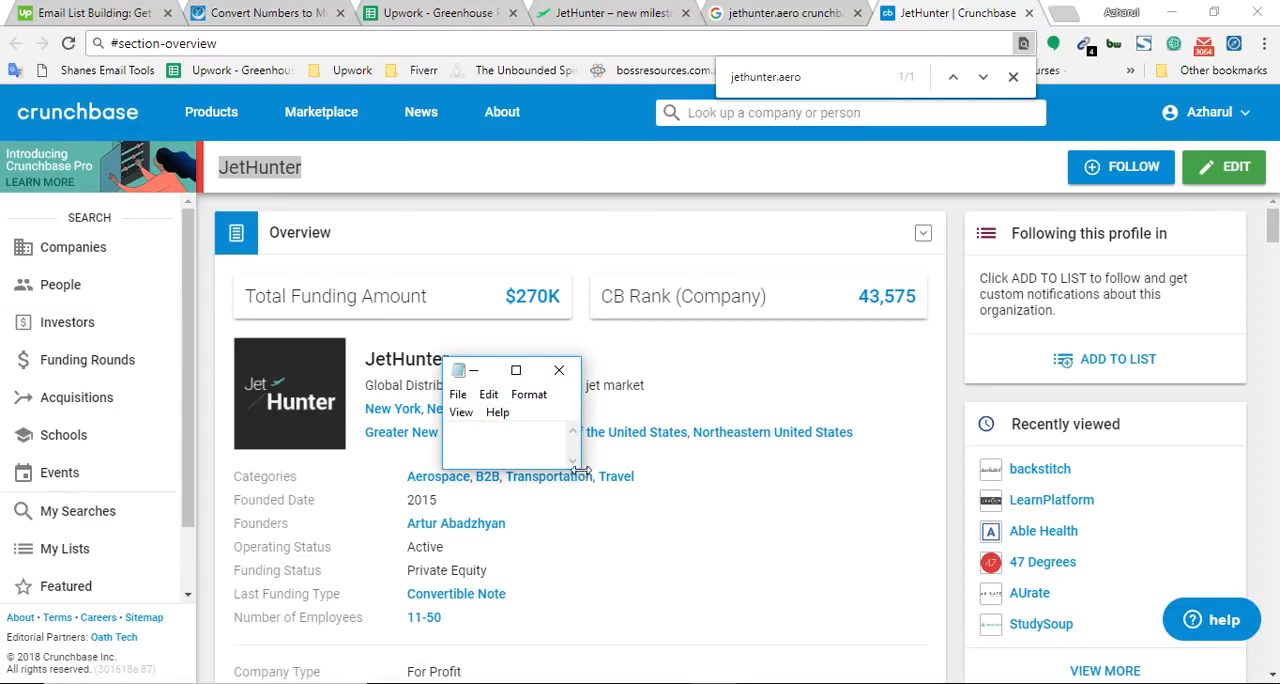 Email List Building: Get
Convert Numbers to Mi
Upwork - Greenhouse F
JetHunter – new milest
jethunter.aero crunchb
JetHunter | Crunchbase
Azharul
#section-overview
4
bw
3064
Shanes Email Tools
Upwork - Greenhous
Upwork
Fiverr
The Unbounded Spi
bossresources.com
urses
»
Other bookmarks
jethunter.aero 1/1
crunchbase
Products
Marketplace
News
About
Look up a company or person
Azharul
Introducing
Crunchbase Pro
LEARN MORE
JetHunter
FOLLOW
EDIT
SEARCH
Companies
People
Investors
Funding Rounds
Acquisitions
Schools
Events
My Searches
My Lists
Featured
About • Terms • Careers • Sitemap
Editorial Partners: Oath Tech
© 2018 Crunchbase Inc.
All rights reserved. (301618a 87)
Overview
Total Funding Amount $270K
CB Rank (Company) 43,575
Jet
Hunter
JetHunter
Global Distrib jet market
New York, Ne
Greater New f the United States, Northeastern United States
File Edit Format
View Help
Categories Aerospace, B2B, Transportation, Travel
Founded Date 2015
Founders Artur Abadzhyan
Operating Status Active
Funding Status Private Equity
Last Funding Type Convertible Note
Number of Employees 11-50
Company Type For Profit
Following this profile in
Click ADD TO LIST to follow and get
custom notifications about this
organization.
ADD TO LIST
Recently viewed
backstitch
LearnPlatform
Able Health
47 Degrees
AUrate
StudySoup
VIEW MORE
help